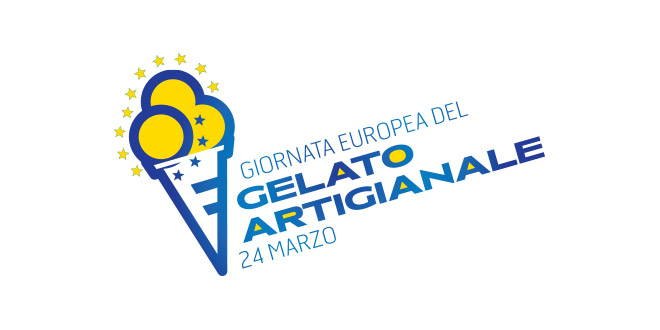 GIORNATA EUROPEA DEL
GELATO
ARTIGIANALE
24 MARZO